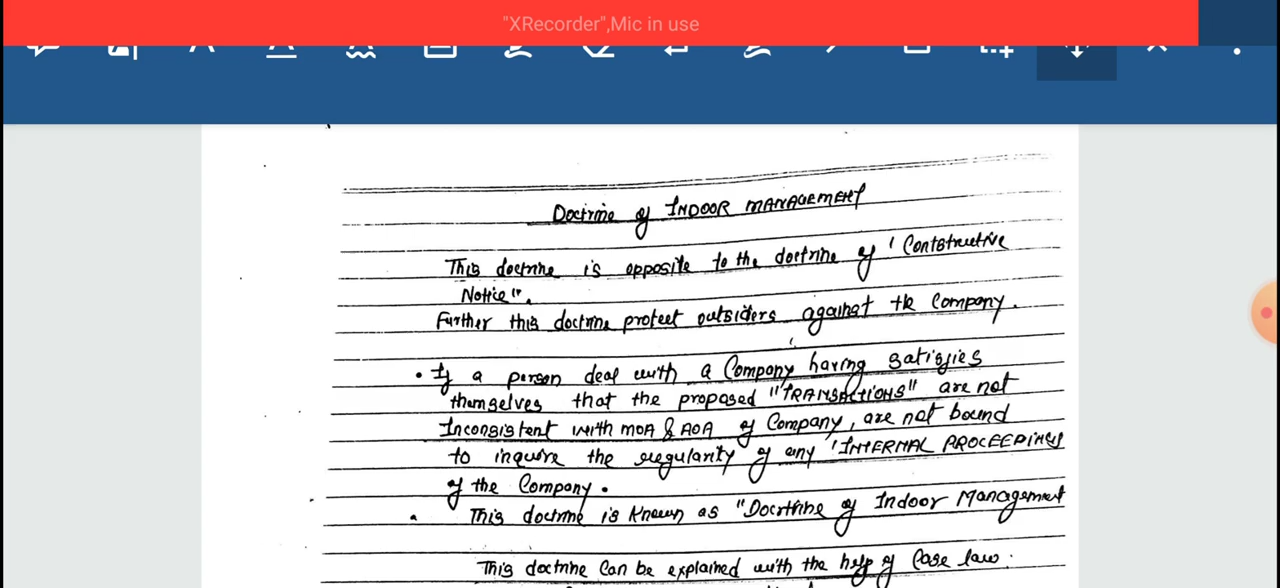 "XRecorder",Mic in use
Doctrine of INDOOR MANAGEMENT
This doctrine is opposite to the doctrine of 'Contstructive
Notice".
Further this doctrine protect outsiders against the Company.
• If a person deal with a Company having satisfies
themselves that the proposed "TRANSACTIONS" are not
Inconsistent with MOA & AOA of Company, are not bound
to inquire the regularity of any 'INTERNAL PROCEEDINGS
of the Company.
• This doctrine is known as "Docrtrine of Indoor Management
This doctrine Can be explained with the help of Case law.